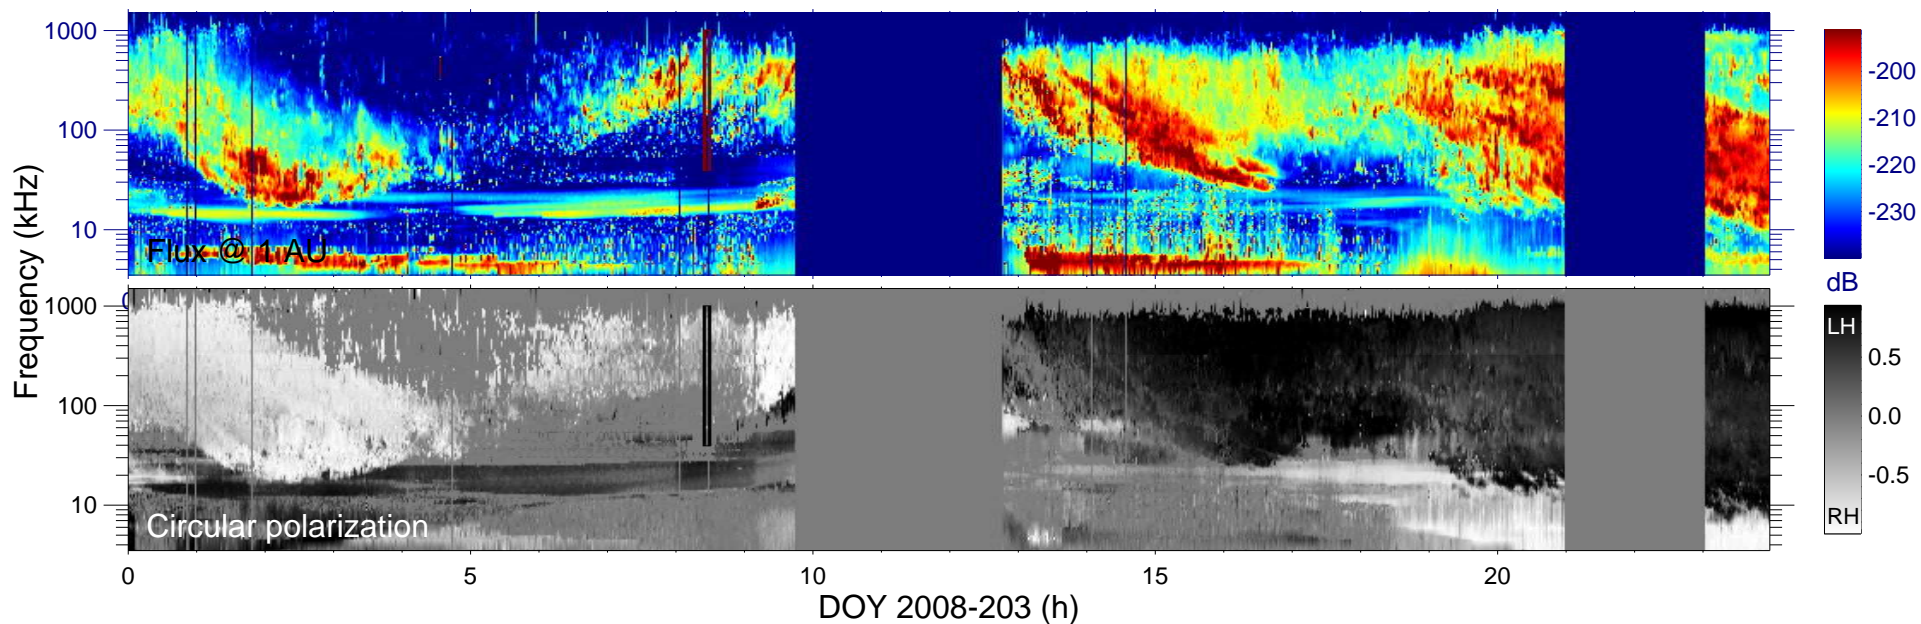 1000
100
10
Flux @ 1 AU
-200
-210
-220
-230
dB
Frequency (kHz)
0
1000
100
10
Circular polarization
LH
0.5
0.0
-0.5
RH
0
5
10
15
20
DOY 2008-203 (h)